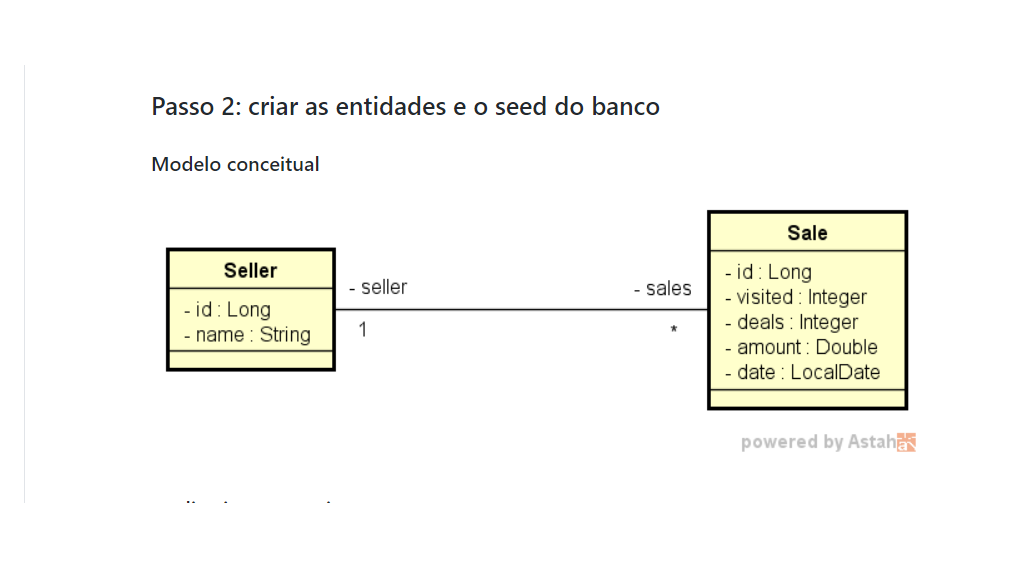 Passo 2: criar as entidades e o seed do banco
Modelo conceitual
Seller
- id : Long
- name : String
- seller
1
- sales
*
Sale
- id : Long
- visited : Integer
- deals : Integer
- amount : Double
- date : LocalDate
powered by Astah